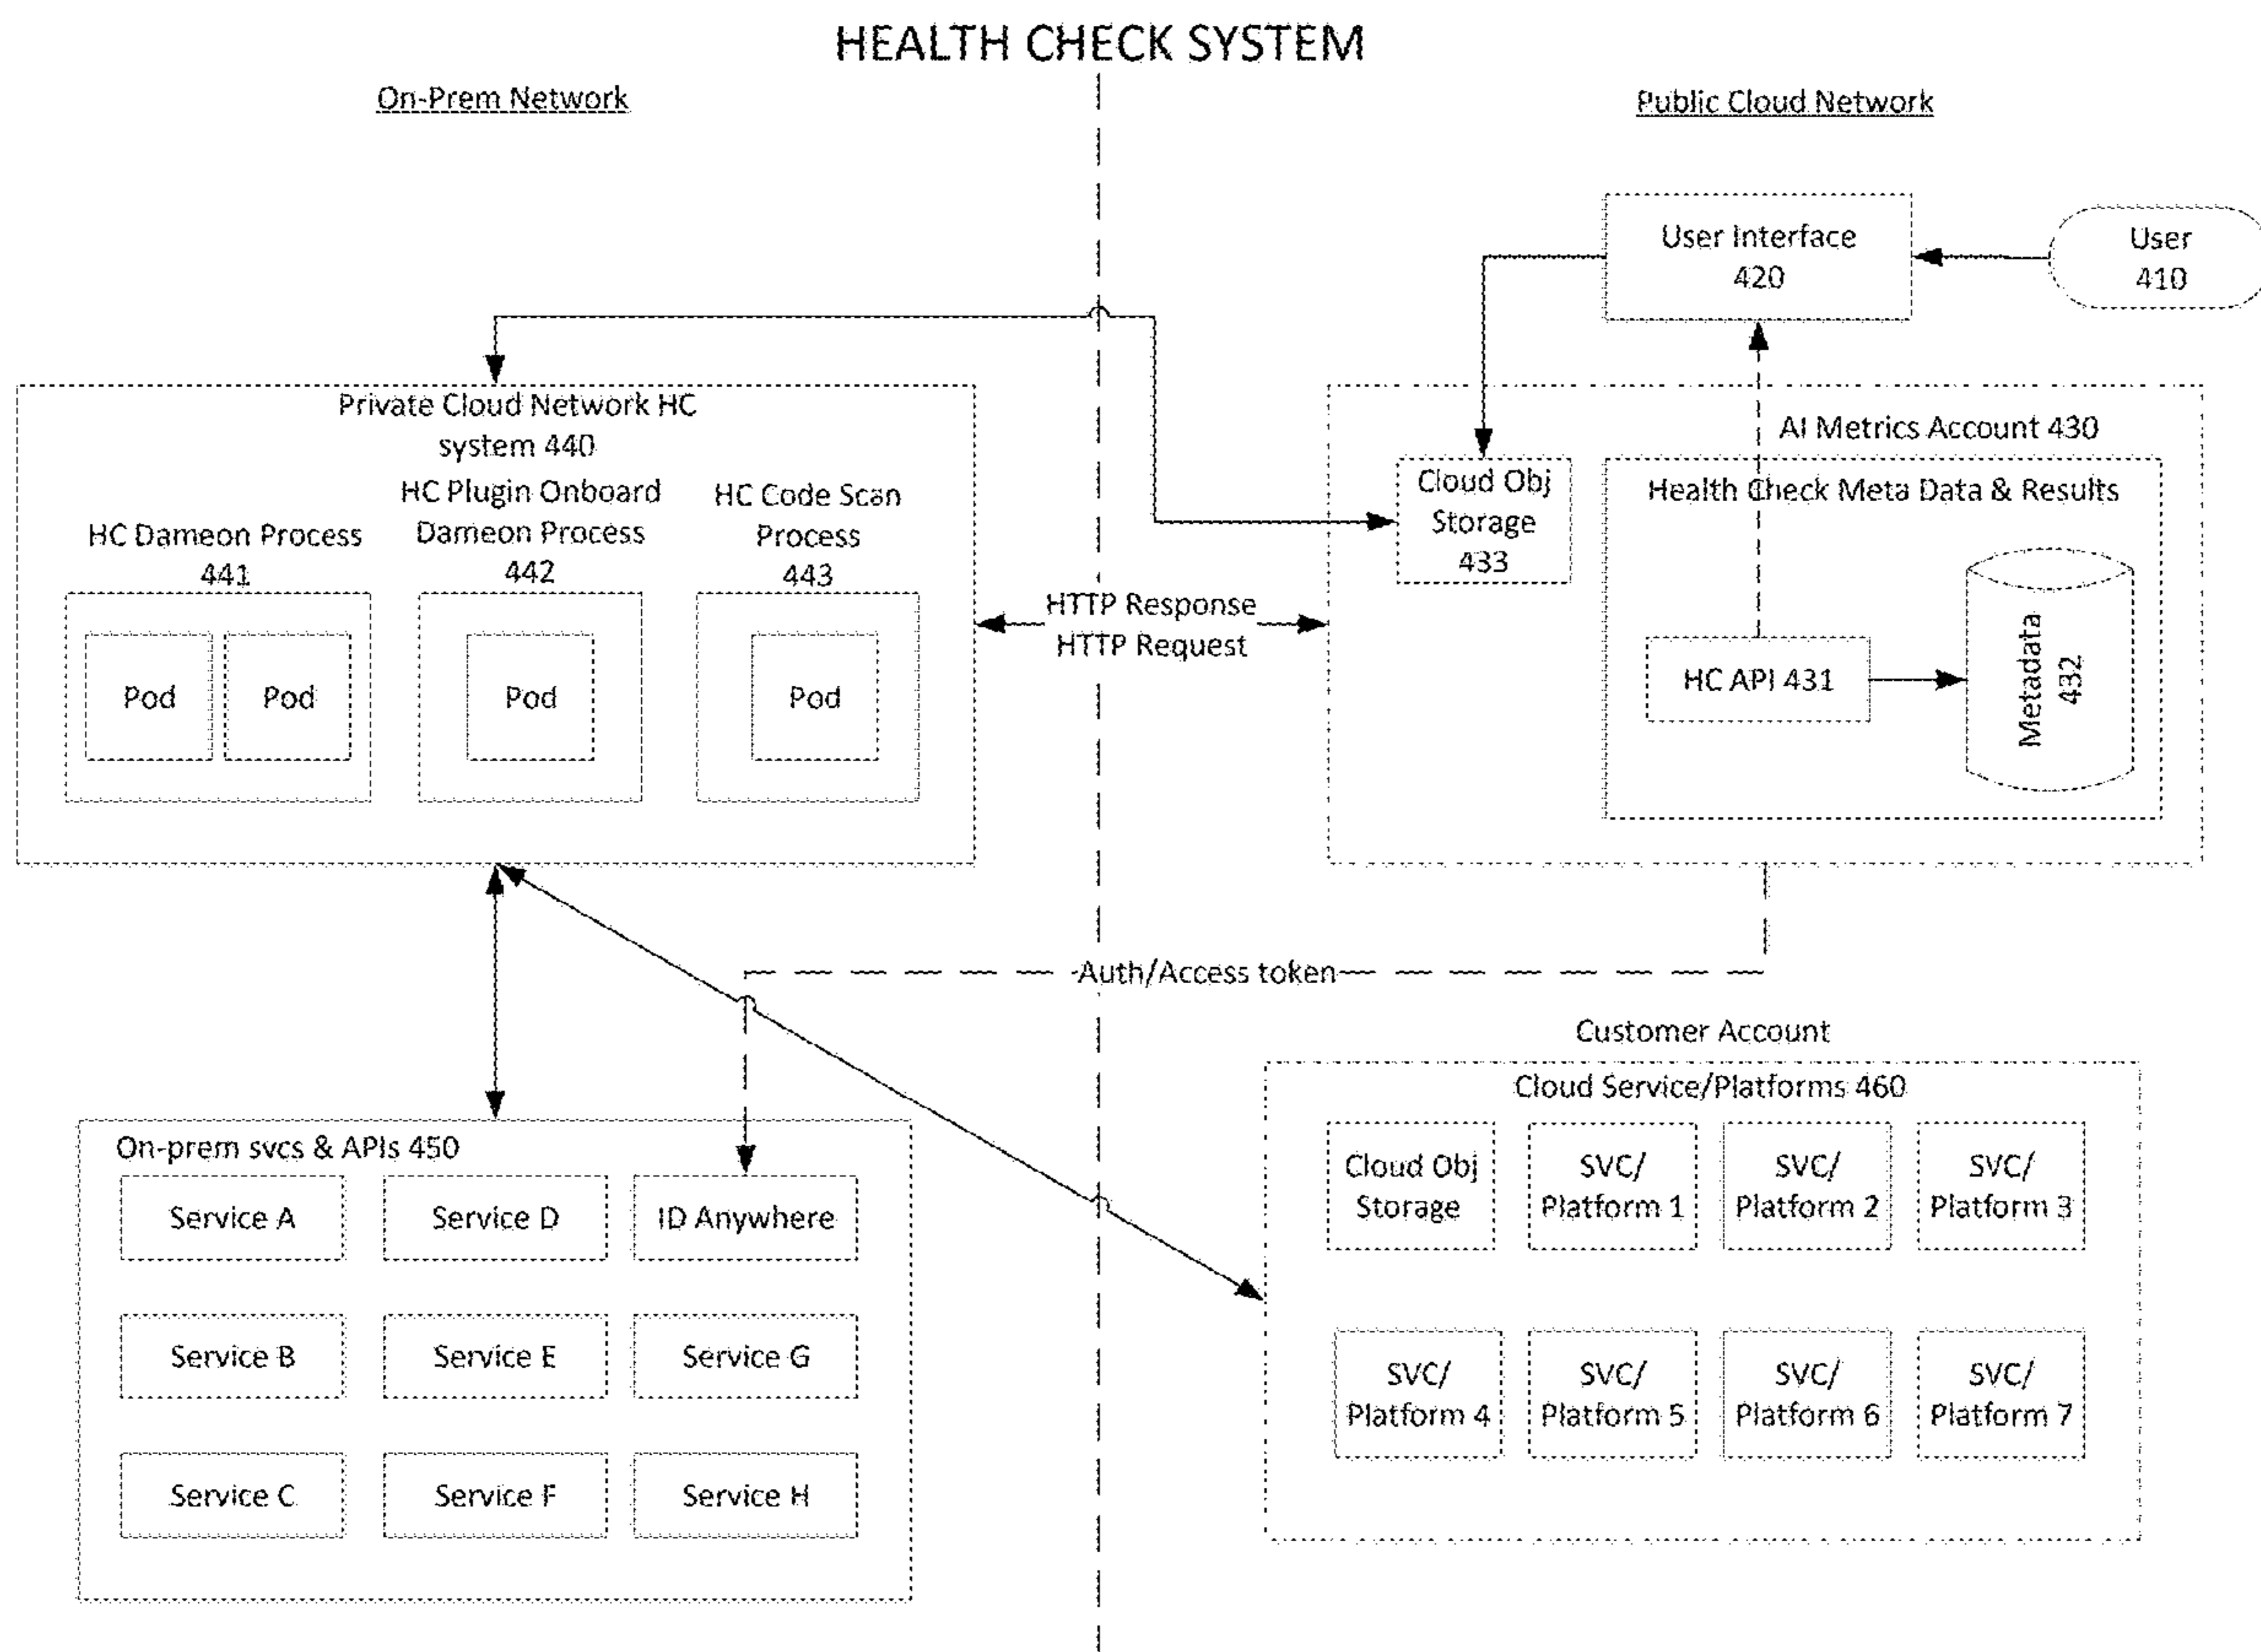 HEALTH CHECK SYSTEM
On-Prem Network
Public Cloud Network
User Interface
420
User
410
Private Cloud Network HC
system 440
HC Dameon Process
441
HC Plugin Onboard
Dameon Process
442
HC Code Scan
Process
443
Pod
Pod
Pod
Pod
HTTP Response
HTTP Request
AI Metrics Account 430
Cloud Obj
Storage
433
Health Check Meta Data & Results
HC API 431
Metadata
432
Auth/Access token
On-prem svcs & APIs 450
Service A
Service D
ID Anywhere
Service B
Service E
Service G
Service C
Service F
Service H
Customer Account
Cloud Service/Platforms 460
Cloud Obj
Storage
SVC/
Platform 1
SVC/
Platform 2
SVC/
Platform 3
SVC/
Platform 4
SVC/
Platform 5
SVC/
Platform 6
SVC/
Platform 7